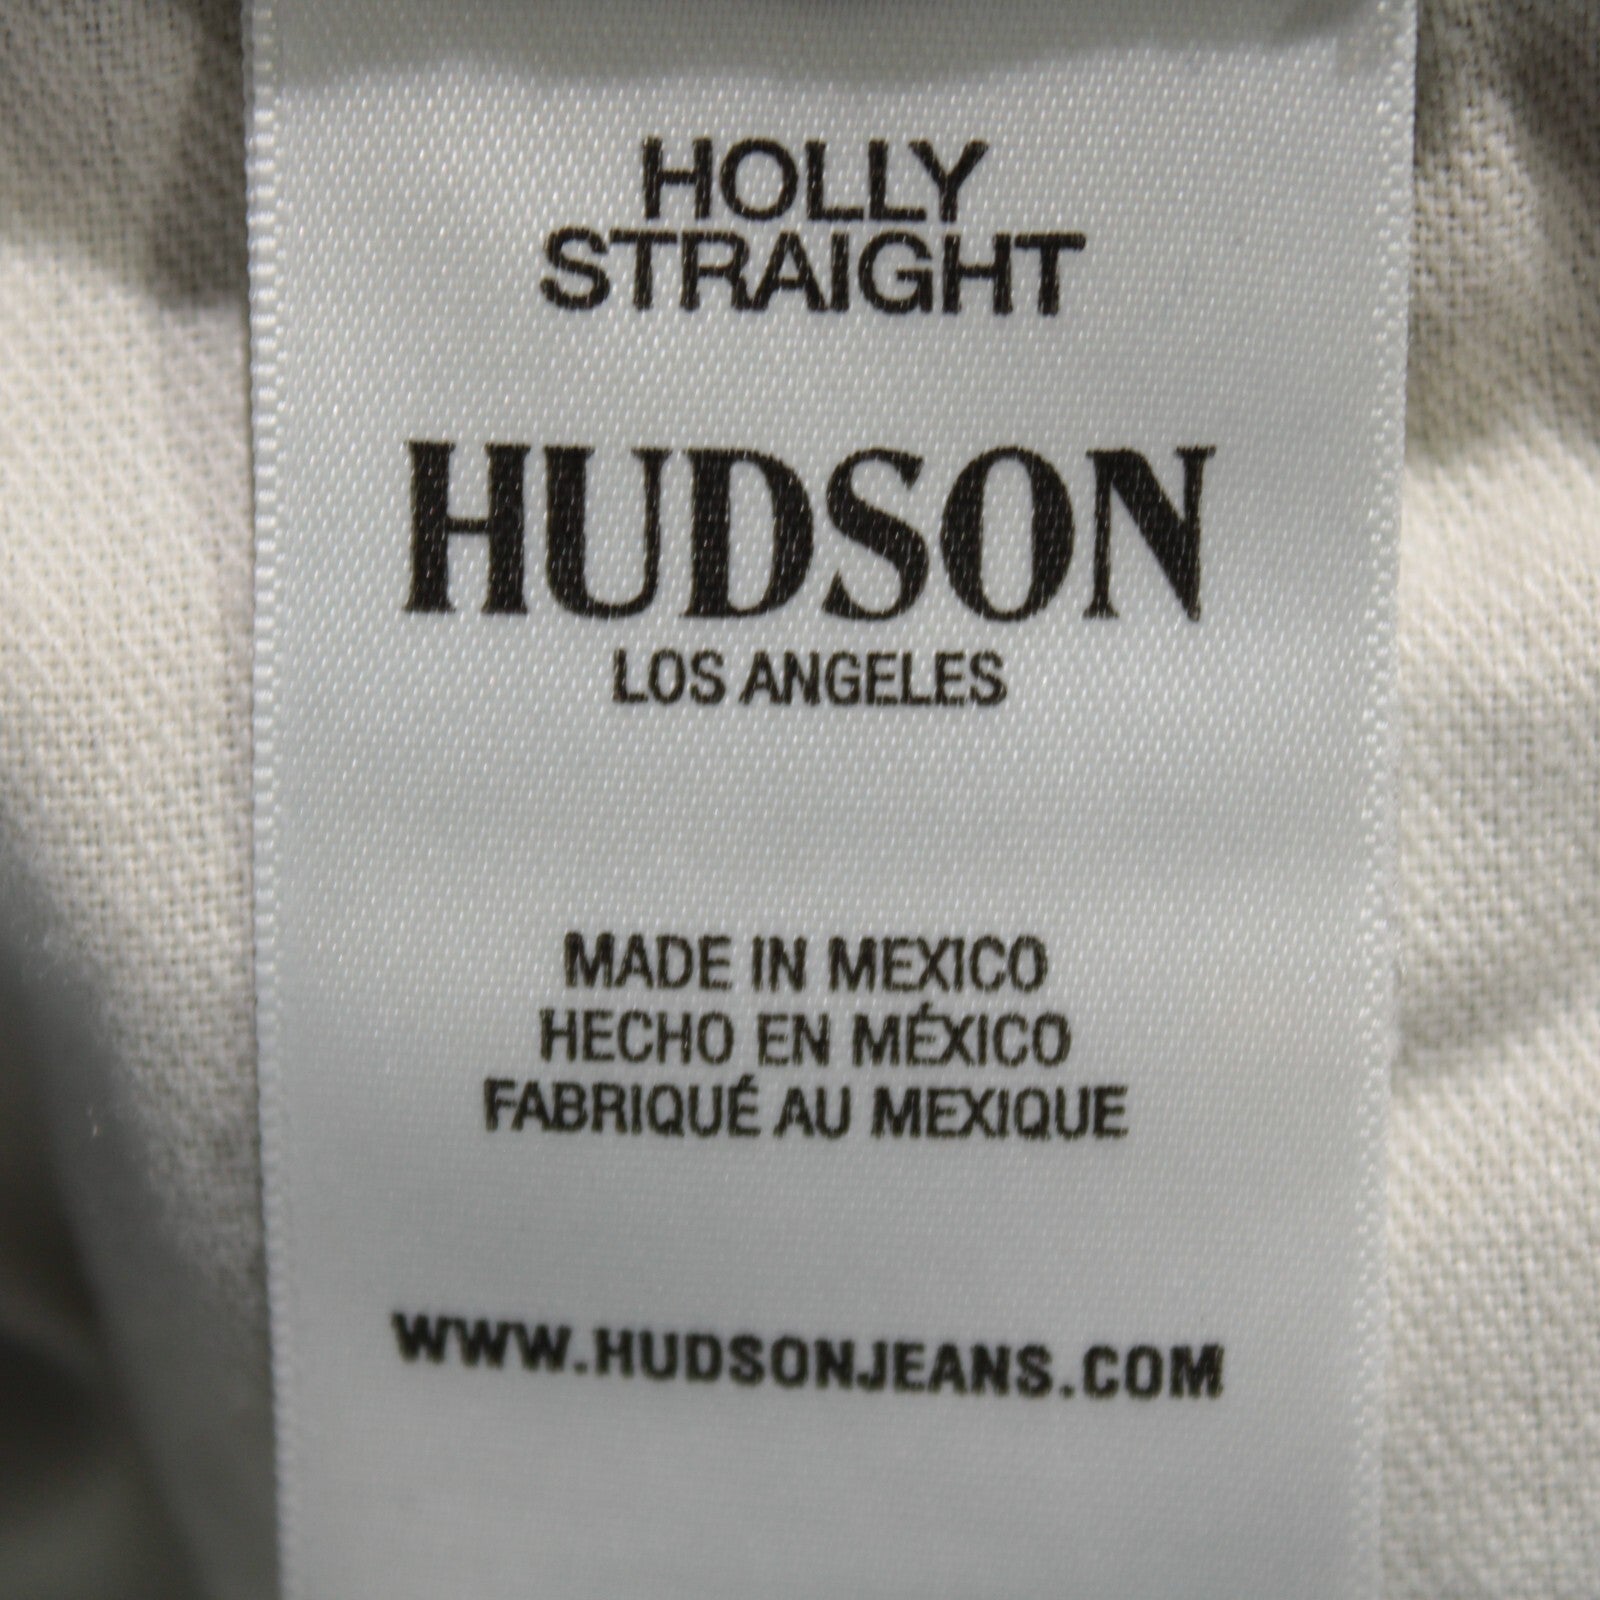 HOLLY
STRAIGHT
HUDSON
LOS ANGELES
MADE IN MEXICO
HECHO EN MÉXICO
FABRIQUÉ AU MEXIQUE
WWW.HUDSONJEANS.COM